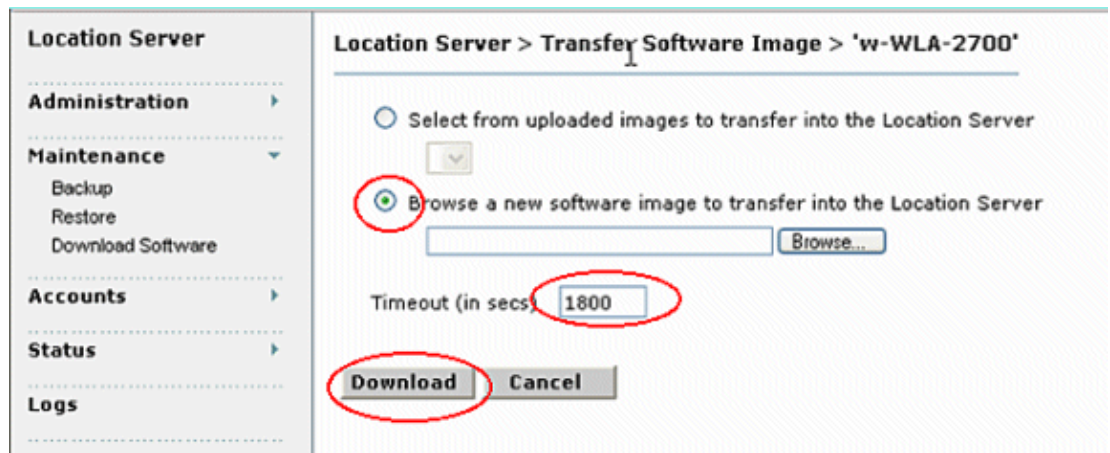 Location Server
Administration
Maintenance
Backup
Restore
Download Software
Accounts
Status
Logs
Location Server > Transfer Software Image > 'w-WLA-2700'
Select from uploaded images to transfer into the Location Server
Browse a new software image to transfer into the Location Server
Browse...
Timeout (in secs) 1800
Download Cancel